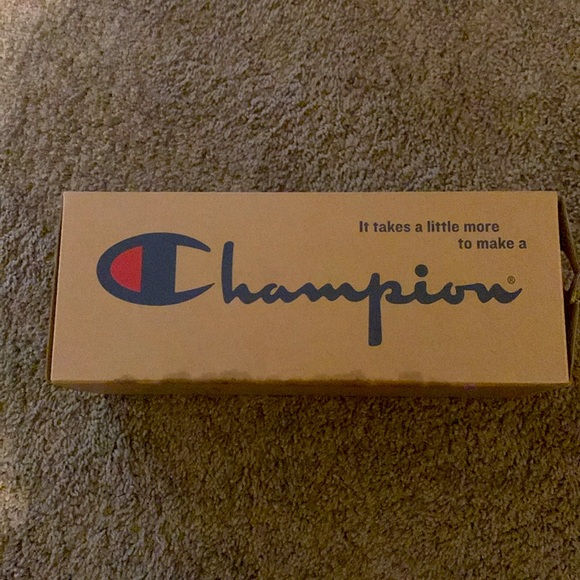 It takes a little more
to make a
Champion®